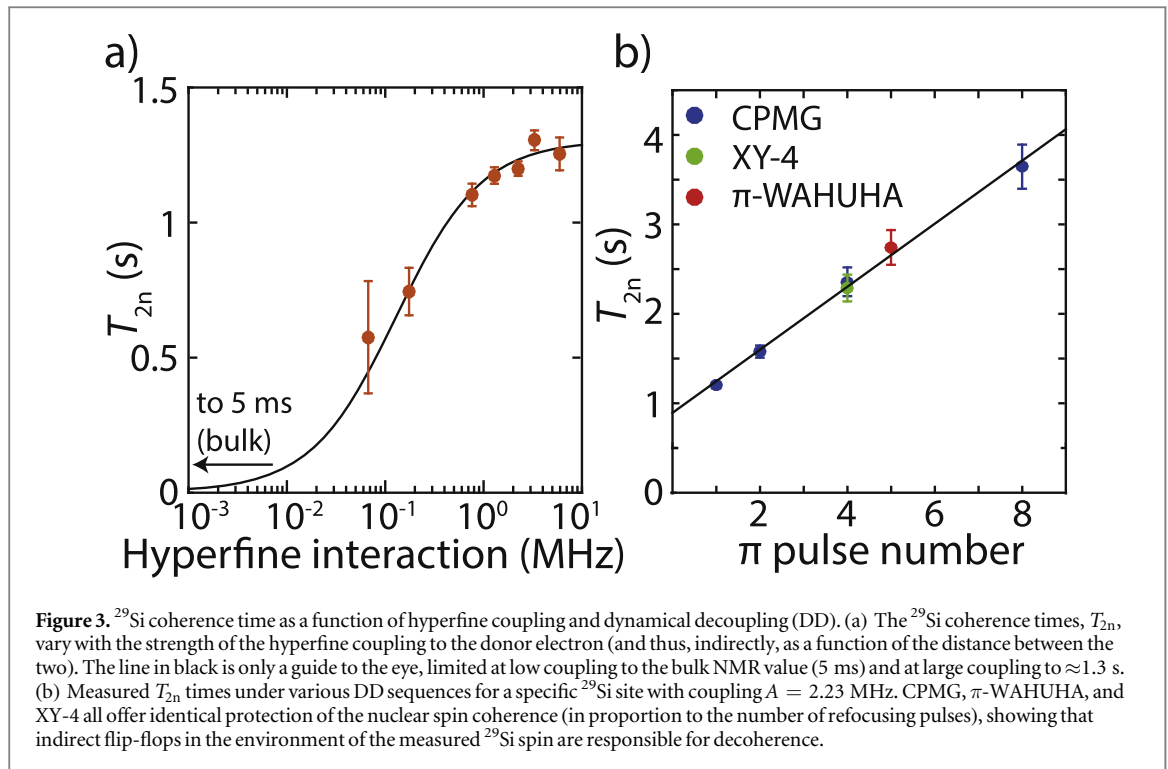 a)
1.5
1
0.5
0
T2n (s)
to 5 ms
(bulk)
10-3 10-2 10-1 100 101
Hyperfine interaction (MHz)
b)
CPMG
XY-4
π-WAHUHA
4
3
2
1
0
T2n (s)
2 4 6 8
π pulse number
Figure 3. 29Si coherence time as a function of hyperfine coupling and dynamical decoupling (DD). (a) The 29Si coherence times, T2n,
vary with the strength of the hyperfine coupling to the donor electron (and thus, indirectly, as a function of the distance between the
two). The line in black is only a guide to the eye, limited at low coupling to the bulk NMR value (5 ms) and at large coupling to ≈1.3 s.
(b) Measured T2n times under various DD sequences for a specific 29Si site with coupling A = 2.23 MHz. CPMG, π-WAHUHA, and
XY-4 all offer identical protection of the nuclear spin coherence (in proportion to the number of refocusing pulses), showing that
indirect flip-flops in the environment of the measured 29Si spin are responsible for decoherence.